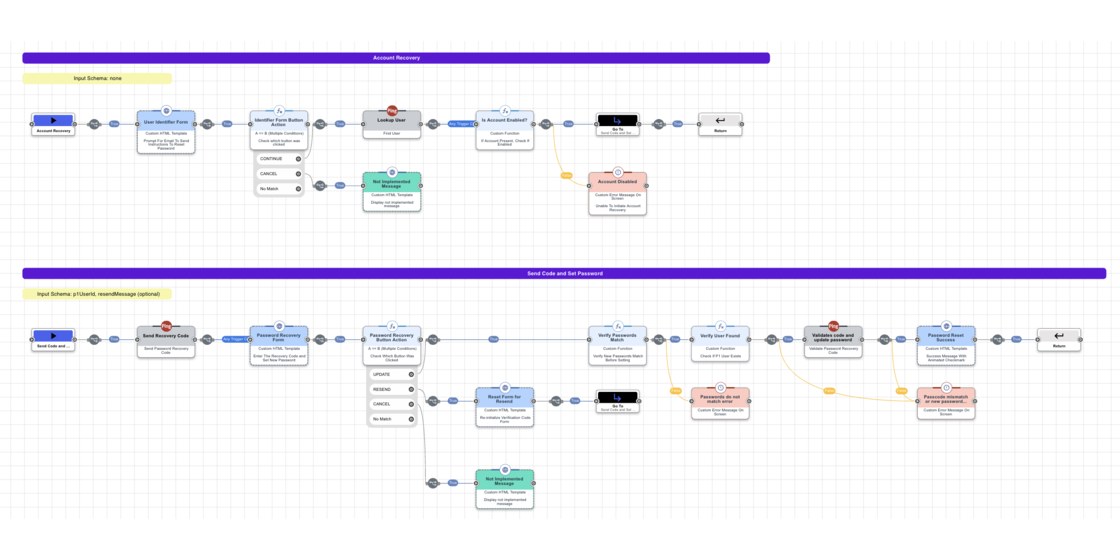 Account Recovery
Input Schema: none
Account Recovery
True
User Identifier Form
Custom HTML Template
Prompt For Email To Send
Instructions To Reset
Password
True
Identifier Form Button
Action
A == B (Multiple Conditions)
Check which button was
clicked
CONTINUE
CANCEL
No Match
True
True
Ping
Lookup User
Find User
Not Implemented
Message
Custom HTML Template
Display not implemented
message
Is Account Enabled?
Custom Function
If Account Present, Check if
Enabled
True
Go To
Send Code and Set
True
Return
Account Disabled
Custom Error Message On
Screen
Unable To Initiate Account
Recovery
Send Code and Set Password
Input Schema: p1UserId, resendMessage (optional)
Send Code and ...
True
Ping
Send Recovery Code
Send Password Recovery
Code
Password Recovery
Form
Custom HTML Template
Enter The Recovery Code and
Set New Password
True
Password Recovery
Button Action
A == B (Multiple Conditions)
Check Which Button Was
Clicked
UPDATE
RESEND
CANCEL
No Match
True
True
True
Reset Form for
Resend
Custom HTML Template
Re-initialize Verification Code
Form
True
Go To
Send Code and Set
Not Implemented
Message
Custom HTML Template
Display not implemented
message
Verify Passwords
Match
Custom Function
Verify New Passwords Match
Before Setting
True
Verify User Found
Custom Function
Check If P1 User Exists
Passwords do not
match error
Custom Error Message On
Screen
True
Ping
Validates code and
update password
Validate Password Recovery
Code
True
Password Reset
Success
Custom HTML Template
Success Message With
Animated Checkmark
Passcode mismatch
or new password...
Custom Error Message On
Screen
True
Return